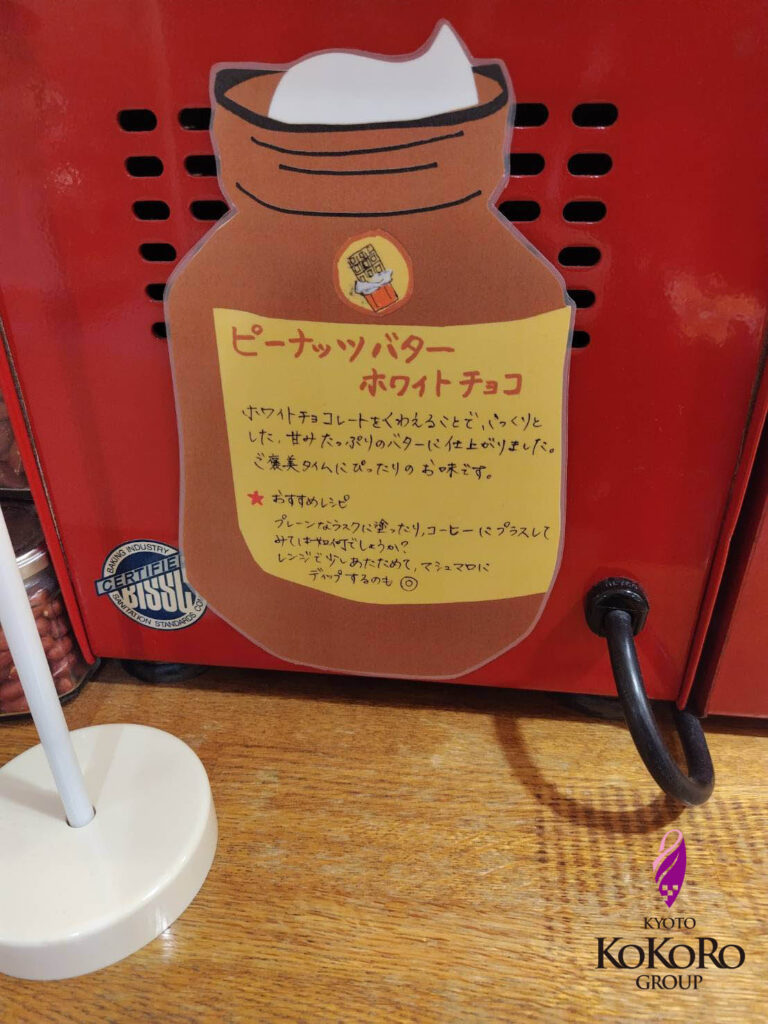 ピーナッツバター
ホワイトチョコ
ホワイトチョコレートをくわえることで、こっくりと
した、甘みたっぷりのバターに仕上がりました。
ご褒美タイムにぴったりのお味です。
★ おすすめレシピ
プレーンなラスクに塗ったり,コーヒーにプラスして
みては如何でしょうか?
レンジで少しあたためて,マシュマロに
ディップするのも◎
BAKING INDUSTRY
CERTIFIED
BISSC
SANITATION STANDARDS CO
KYOTO
KOKORO
GROUP